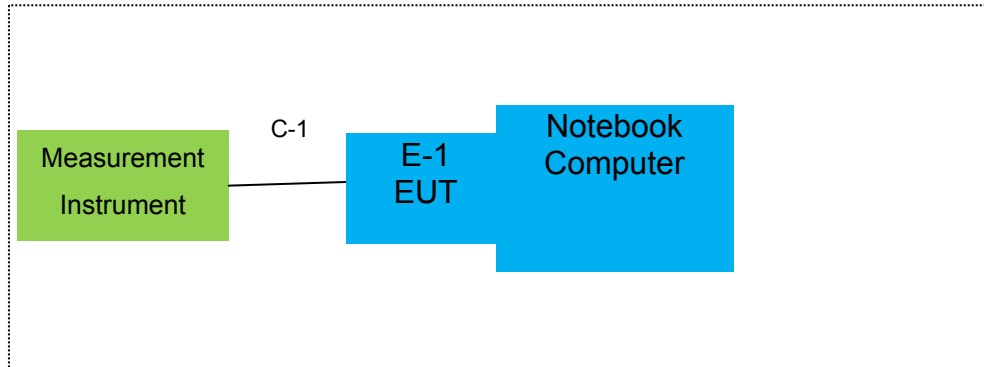 Measurement
Instrument
C-1
E-1
EUT
Notebook
Computer